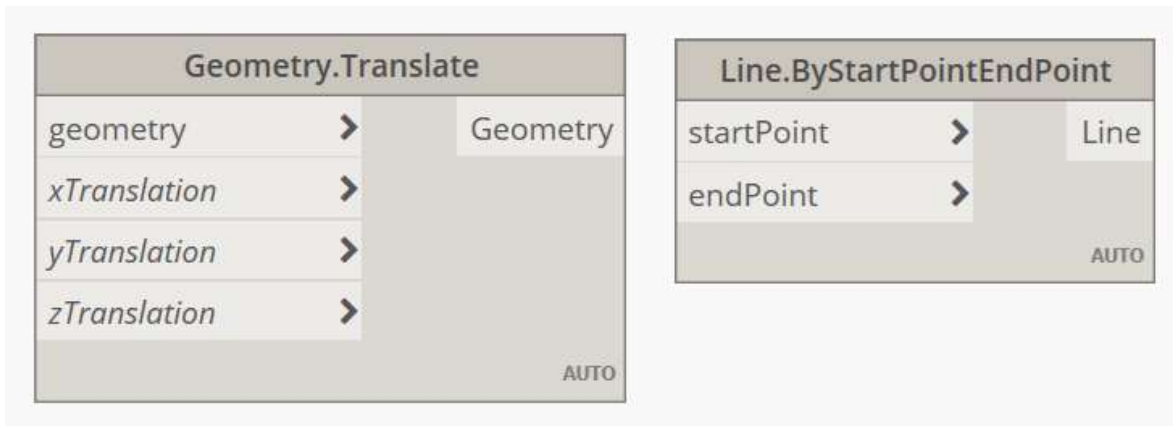 Geometry.Translate
geometry
Geometry
xTranslation
yTranslation
zTranslation
AUTO
Line.ByStartPointEndPoint
startPoint
Line
endPoint
AUTO